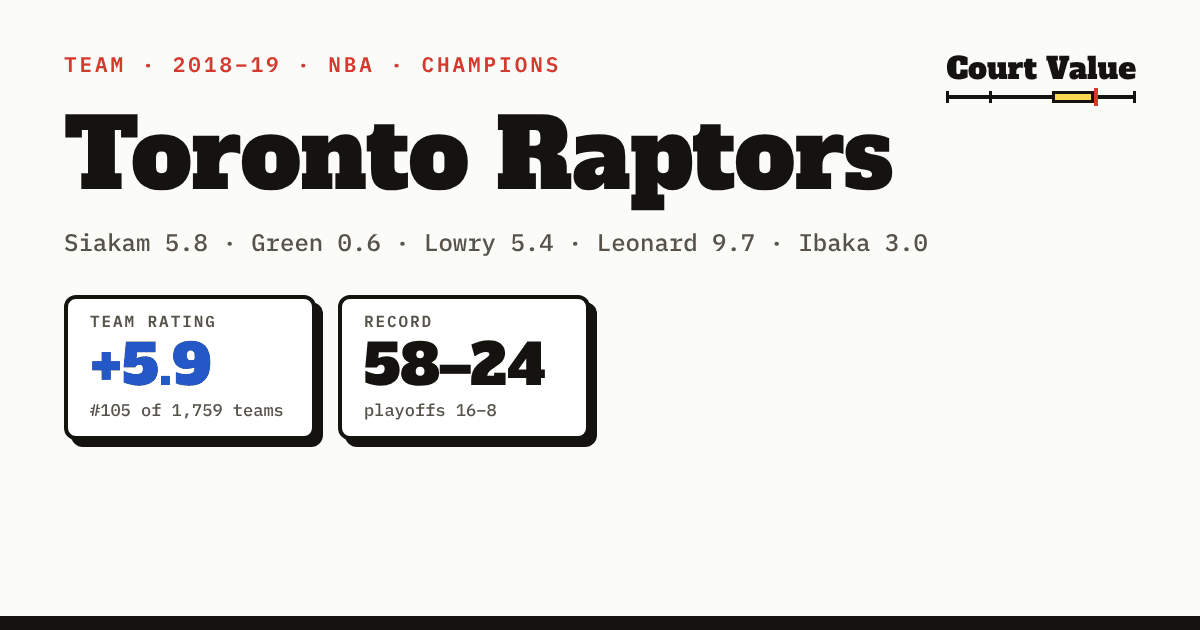 TEAM · 2018–19 · NBA · CHAMPIONS
Court Value
Toronto Raptors
Siakam 5.8 · Green 0.6 · Lowry 5.4 · Leonard 9.7 · Ibaka 3.0
TEAM RATING
+5.9
#105 of 1,759 teams
RECORD
58–24
playoffs 16–8